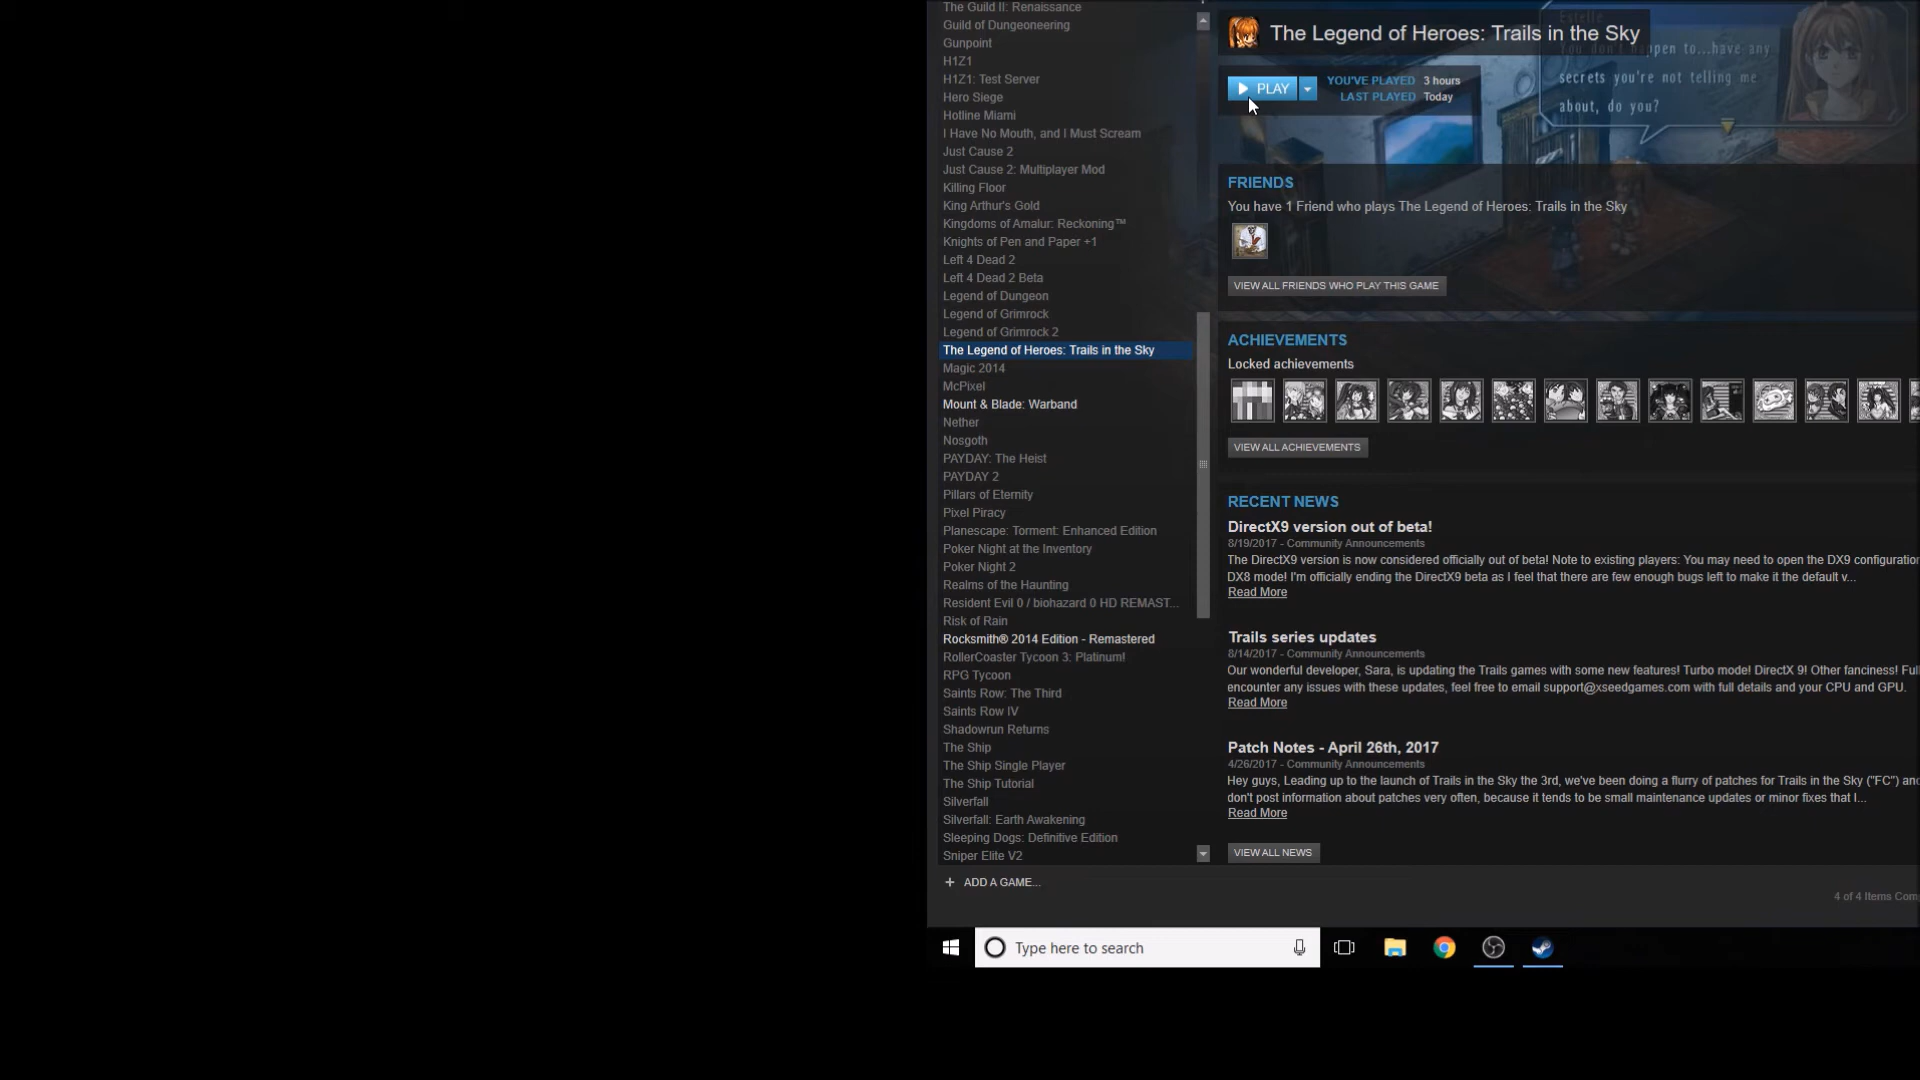 The Guild II: Renaissance
Guild of Dungeoneering
Gunpoint
H1Z1
H1Z1: Test Server
Hero Siege
Hotline Miami
I Have No Mouth, and I Must Scream
Just Cause 2
Just Cause 2: Multiplayer Mod
Killing Floor
King Arthur's Gold
Kingdoms of Amalur: Reckoning™
Knights of Pen and Paper +1
Left 4 Dead 2
Left 4 Dead 2 Beta
Legend of Dungeon
Legend of Grimrock
Legend of Grimrock 2
The Legend of Heroes: Trails in the Sky
Magic 2014
McPixel
Mount & Blade: Warband
Nether
Nosgoth
PAYDAY: The Heist
PAYDAY 2
Pillars of Eternity
Pixel Piracy
Planescape: Torment: Enhanced Edition
Poker Night at the Inventory
Poker Night 2
Realms of the Haunting
Resident Evil 0 / biohazard 0 HD REMAST...
Risk of Rain
Rocksmith® 2014 Edition - Remastered
RollerCoaster Tycoon 3: Platinum!
RPG Tycoon
Saints Row: The Third
Saints Row IV
Shadowrun Returns
The Ship
The Ship Single Player
The Ship Tutorial
Silverfall
Silverfall: Earth Awakening
Sleeping Dogs: Definitive Edition
Sniper Elite V2
+ ADD A GAME...
The Legend of Heroes: Trails in the Sky
Estelle
You don't happen to...have any
secrets you're not telling me
about, do you?
PLAY
YOU'VE PLAYED 3 hours
LAST PLAYED Today
FRIENDS
You have 1 Friend who plays The Legend of Heroes: Trails in the Sky
VIEW ALL FRIENDS WHO PLAY THIS GAME
ACHIEVEMENTS
Locked achievements
VIEW ALL ACHIEVEMENTS
RECENT NEWS
DirectX9 version out of beta!
8/19/2017 - Community Announcements
The DirectX9 version is now considered officially out of beta! Note to existing players: You may need to open the DX9 configuration
DX8 mode! I'm officially ending the DirectX9 beta as I feel that there are few enough bugs left to make it the default v...
Read More
Trails series updates
8/14/2017 - Community Announcements
Our wonderful developer, Sara, is updating the Trails games with some new features! Turbo mode! DirectX 9! Other fanciness! Ful
encounter any issues with these updates, feel free to email support@xseedgames.com with full details and your CPU and GPU.
Read More
Patch Notes - April 26th, 2017
4/26/2017 - Community Announcements
Hey guys, Leading up to the launch of Trails in the Sky the 3rd, we've been doing a flurry of patches for Trails in the Sky ("FC") and
don't post information about patches very often, because it tends to be small maintenance updates or minor fixes that I...
Read More
VIEW ALL NEWS
4 of 4 Items Com
Type here to search